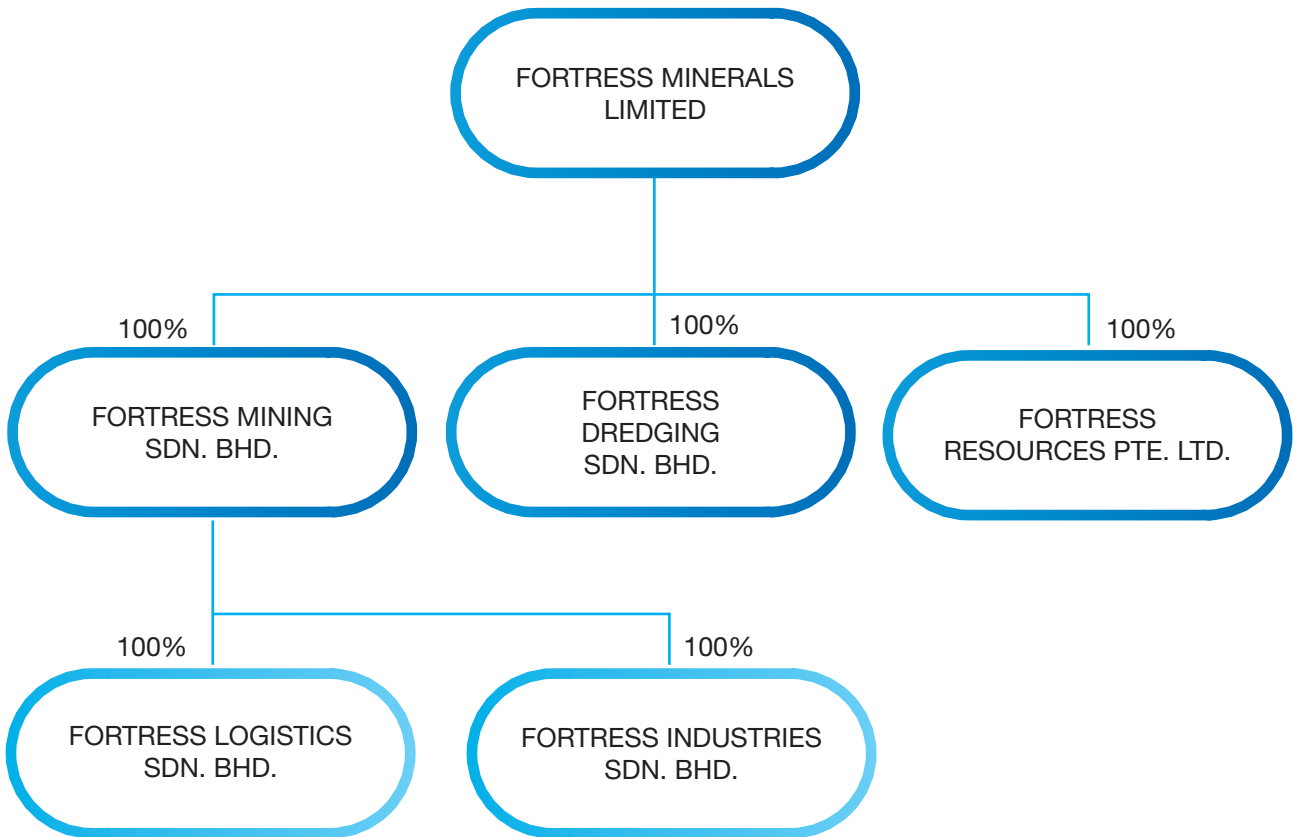 FORTRESS MINERALS
LIMITED
100%
100%
100%
FORTRESS MINING
SDN. BHD.
FORTRESS
DREDGING
SDN. BHD.
FORTRESS
RESOURCES PTE. LTD.
100%
100%
FORTRESS LOGISTICS
SDN. BHD.
FORTRESS INDUSTRIES
SDN. BHD.